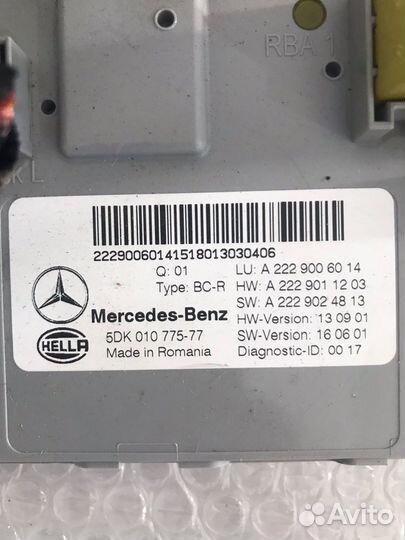 RBA 1
L
22290060141518013030406
Q: 01
Type: BC-R
LU: A 222 900 60 14
HW: A 222 901 12 03
SW: A 222 902 48 13
HW-Version: 13 09 01
SW-Version: 16 06 01
Diagnostic-ID: 00 17
Mercedes-Benz
HELLA
5DK 010 775-77
Made in Romania
Avito